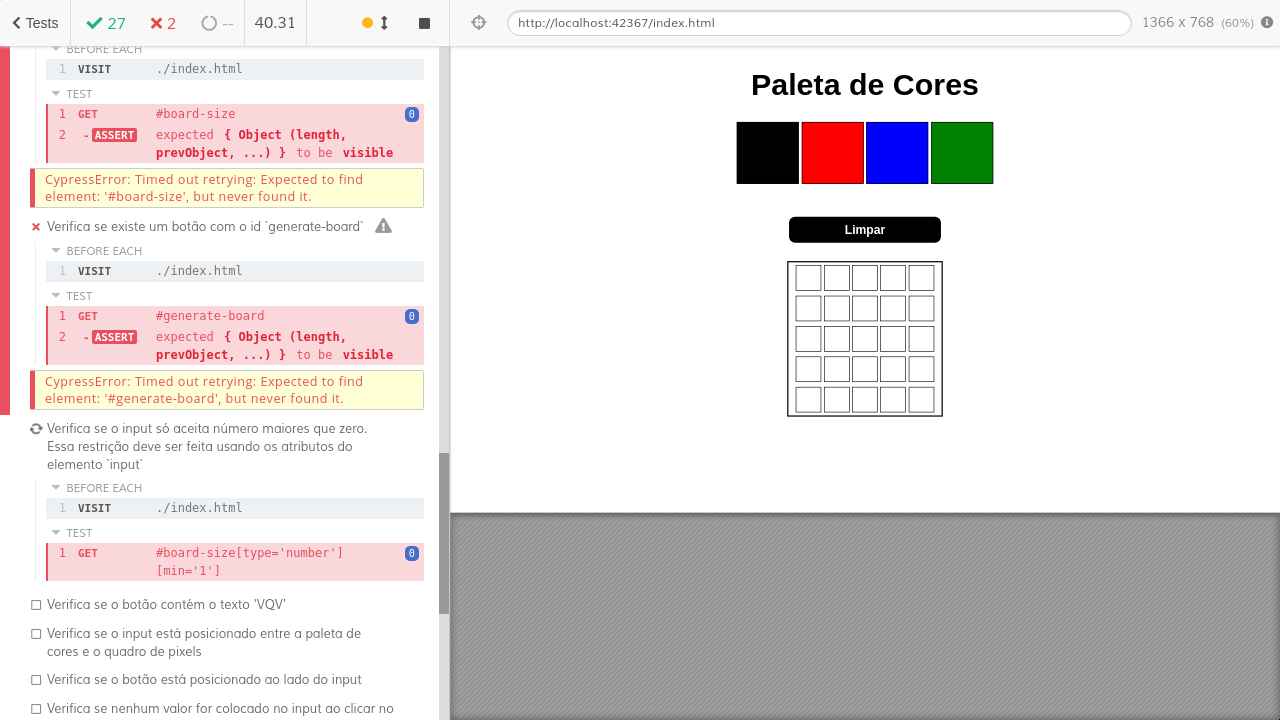 Tests 27 2 -- 40.31
http://localhost:42367/index.html 1366 x 768 (60%)
BEFORE EACH
1 VISIT ./index.html
TEST
1 GET #board-size 0
2 -ASSERT expected { Object (length,
prevObject, ...) } to be visible
CypressError: Timed out retrying: Expected to find
element: '#board-size', but never found it.
Verifica se existe um botão com o id `generate-board`
BEFORE EACH
1 VISIT ./index.html
TEST
1 GET #generate-board 0
2 -ASSERT expected { Object (length,
prevObject, ...) } to be visible
CypressError: Timed out retrying: Expected to find
element: '#generate-board', but never found it.
Verifica se o input só aceita número maiores que zero.
Essa restrição deve ser feita usando os atributos do
elemento `input`
BEFORE EACH
1 VISIT ./index.html
TEST
1 GET #board-size[type='number'] 0
[min='1']
Verifica se o botão contém o texto 'VQV'
Verifica se o input está posicionado entre a paleta de
cores e o quadro de pixels
Verifica se o botão está posicionado ao lado do input
Verifica se nenhum valor for colocado no input ao clicar no
Paleta de Cores
Limpar